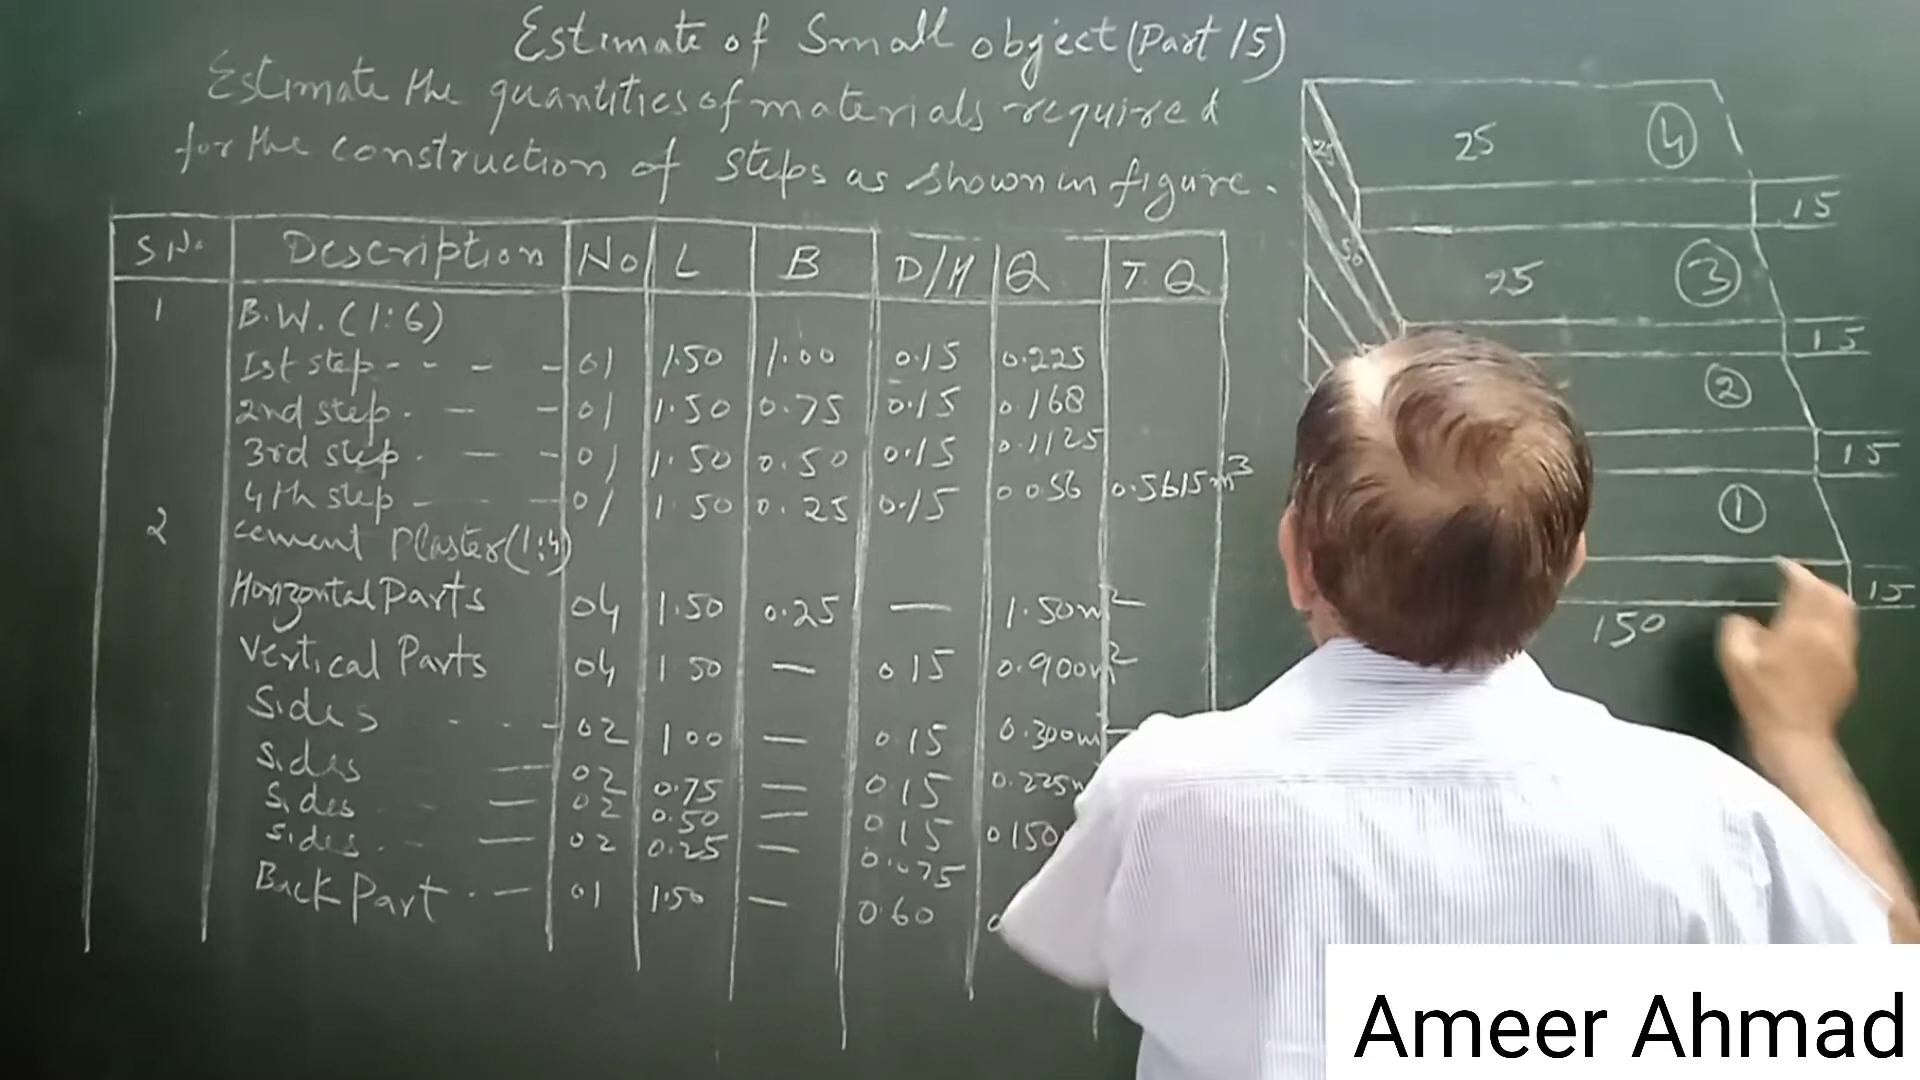 Estimate of Small object (Part 15)
Estimate the quantities of materials required
for the construction of Steps as shown in figure.
S.No. Description No L B D/H Q T.Q
1 B.W. (1:6)
Ist step - - - - 01 1.50 1.00 0.15 0.225
2nd step. - - 01 1.50 0.75 0.15 0.168
3rd step. - - 01 1.50 0.50 0.15 0.1125
4th step - - 01 1.50 0.25 0.15 0.056 0.5615m³
2 Cement Plaster (1:4)
Horizontal Parts 04 1.50 0.25 — 1.50m²
Vertical Parts 04 1.50 — 0.15 0.900m²
Sides - - - 02 1.00 — 0.15 0.300m
Sides — 02 0.75 — 0.15 0.225m
Sides — 02 0.50 — 0.15 0.150
Sides. - — 02 0.25 — 0.075
Back Part. — 01 1.50 — 0.60
25 4
15
50
25 3
15
2
15
1
15
150
Ameer Ahmad